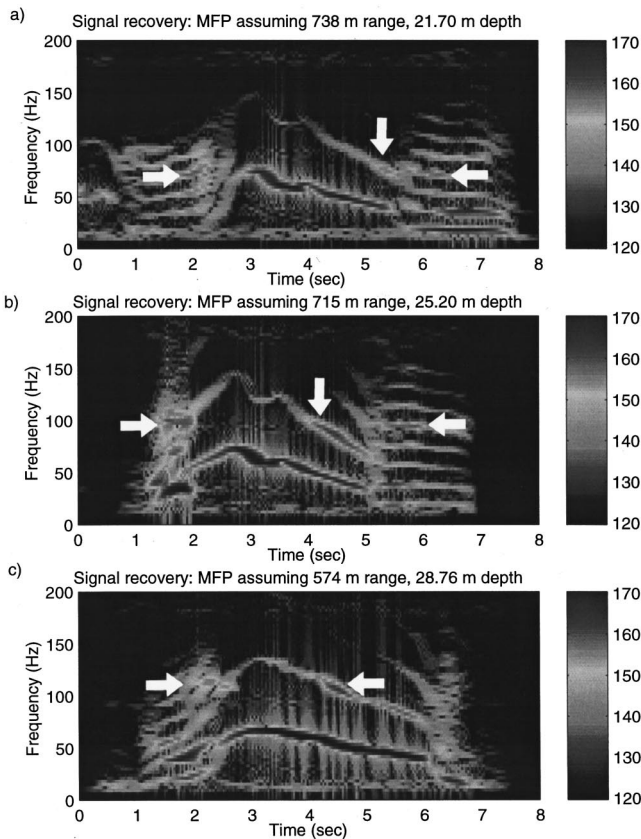 a)
Signal recovery: MFP assuming 738 m range, 21.70 m depth
200
150
100
50
0
Frequency (Hz)
0 1 2 3 4 5 6 7 8
Time (sec)
170
160
150
140
130
120
b)
Signal recovery: MFP assuming 715 m range, 25.20 m depth
200
150
100
50
0
Frequency (Hz)
0 1 2 3 4 5 6 7 8
Time (sec)
170
160
150
140
130
120
c)
Signal recovery: MFP assuming 574 m range, 28.76 m depth
200
150
100
50
0
Frequency (Hz)
0 1 2 3 4 5 6 7 8
Time (sec)
170
160
150
140
130
120